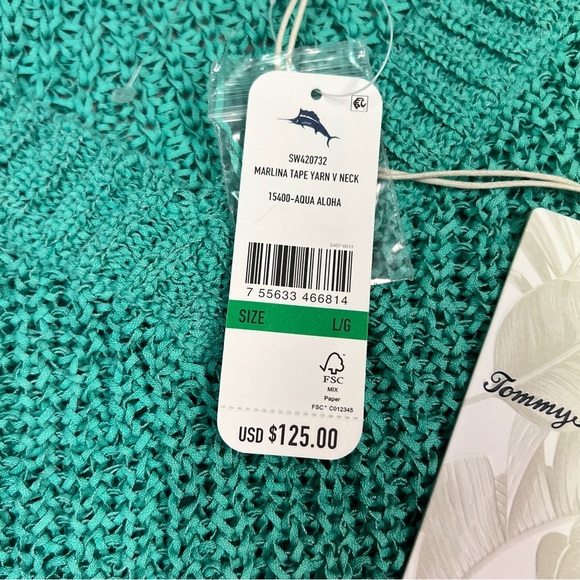 SW420732
MARLINA TAPE YARN V NECK
15400-AQUA ALOHA
7 55633 466814
SIZE L/G
FSC
MIX
Paper
FSC® C012345
USD $125.00
Tommy